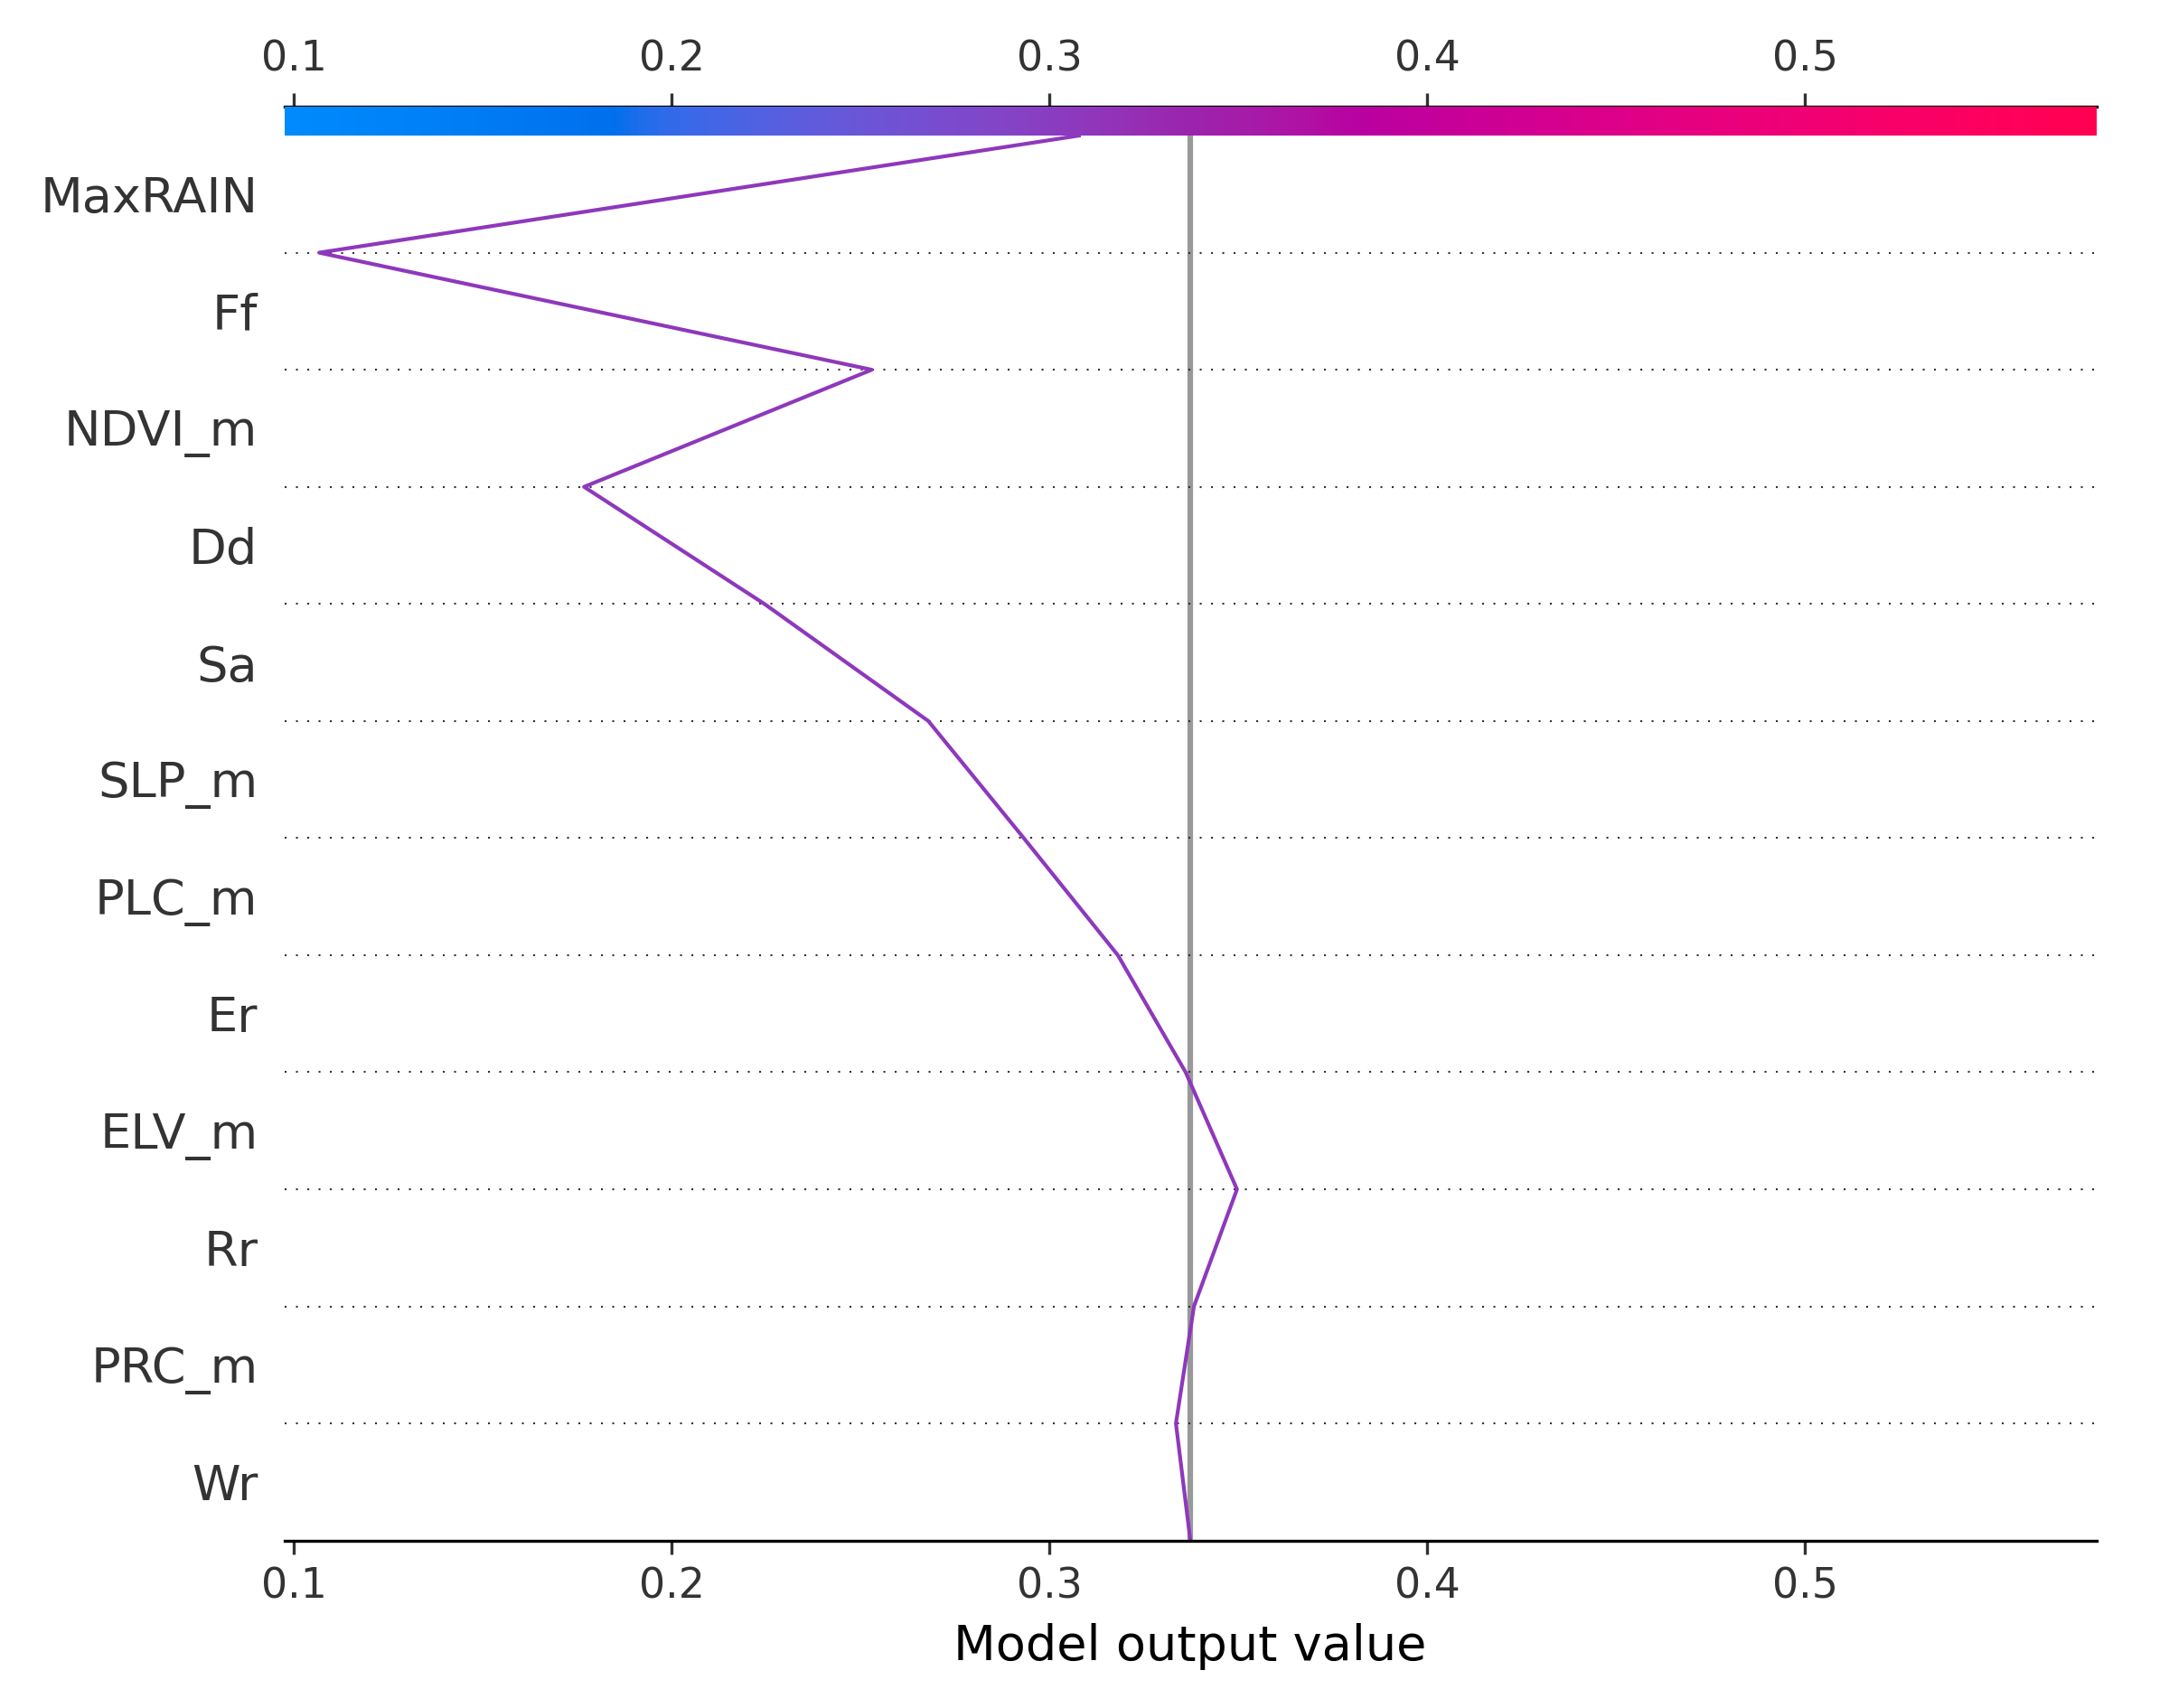 0.1 0.2 0.3 0.4 0.5
MaxRAIN
Ff
NDVI_m
Dd
Sa
SLP_m
PLC_m
Er
ELV_m
Rr
PRC_m
Wr
0.1 0.2 0.3 0.4 0.5
Model output value